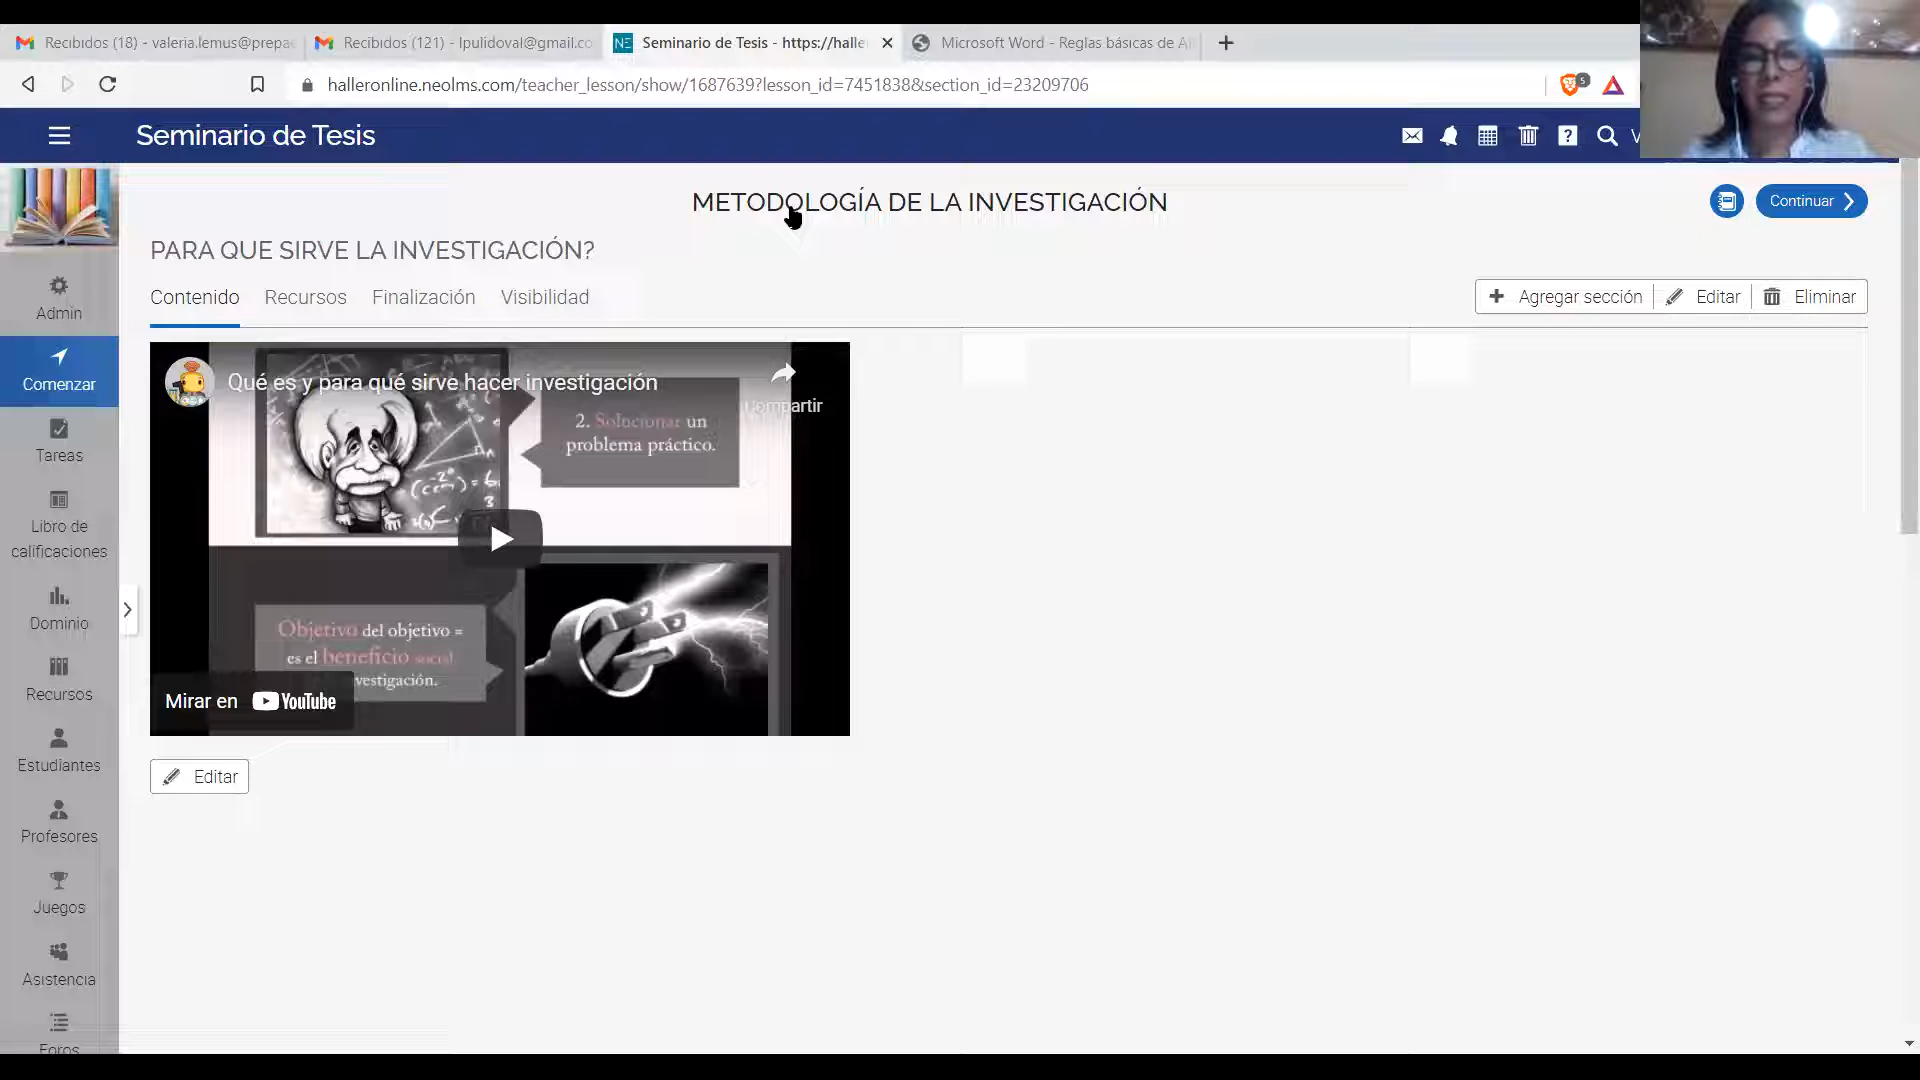 Recibidos (18) - valeria.lemus@prepae
Recibidos (121) - lpulidoval@gmail.co
Seminario de Tesis - https://halle
Microsoft Word - Reglas básicas de A
halleronline.neolms.com/teacher_lesson/show/1687639?lesson_id=7451838&section_id=23209706
5
Seminario de Tesis
V
METODOLOGÍA DE LA INVESTIGACIÓN
Continuar
PARA QUE SIRVE LA INVESTIGACIÓN?
Contenido
Recursos
Finalización
Visibilidad
Agregar sección
Editar
Eliminar
Qué es y para qué sirve hacer investigación
Compartir
2. Solucionar un
problema práctico.
Objetivo del objetivo =
es el beneficio social
vestigación.
Mirar en YouTube
Editar
Admin
Comenzar
Tareas
Libro de
calificaciones
Dominio
Recursos
Estudiantes
Profesores
Juegos
Asistencia
Foros